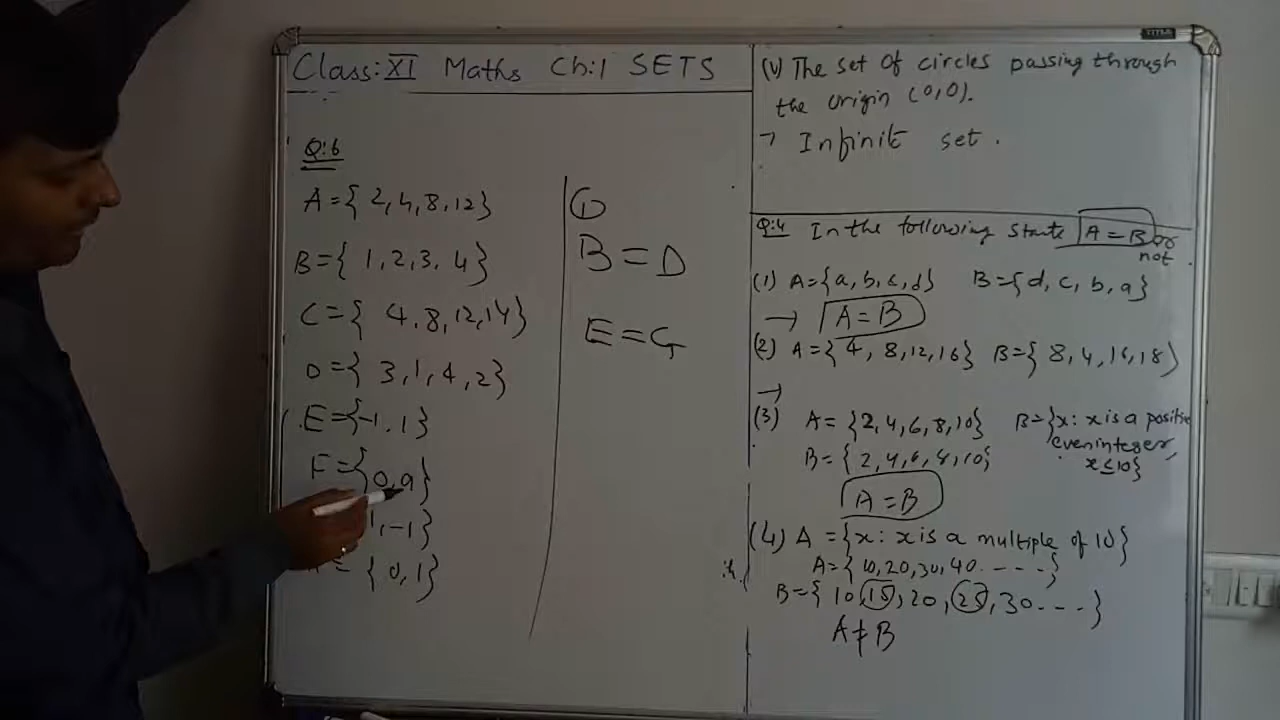 Class: XI Maths Ch:1 SETS
Q:6
A={ 2, 4, 8, 12}
B={ 1, 2, 3, 4}
C={ 4, 8, 12, 14}
D={ 3, 1, 4, 2}
E={-1, 1}
F={0, a}
1, -1}
{ 0, 1}
①
B = D
E = G
(V) The set of circles passing through
the origin (0,0).
→ Infinite set.
Q:4 In the following state A = B or
not
(1) A={a, b, c, d} B={d, c, b, a}
→ A = B
(2) A={4, 8, 12, 16} B={ 8, 4, 16, 18}
→
(3) A = {2, 4, 6, 8, 10} B={x: x is a positive
even integer,
x ≤ 10}
B = { 2, 4, 6, 8, 10}
A = B
(4) A = {x: x is a multiple of 10}
A = {10, 20, 30, 40. - - - -}
B={ 10, 15, 20, 25, 30 - - - -}
A ≠ B
TITLE